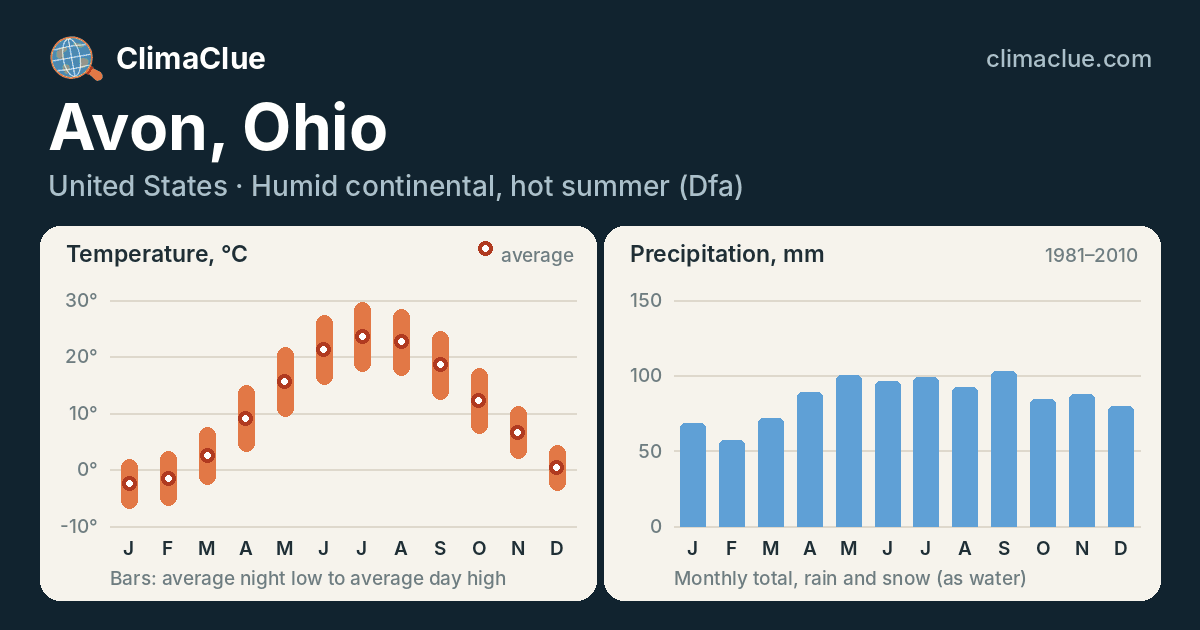 ClimaClue
climaclue.com
Avon, Ohio
United States · Humid continental, hot summer (Dfa)
Temperature, °C
average
30°
20°
10°
0°
-10°
J F M A M J J A S O N D
Bars: average night low to average day high
Precipitation, mm
1981–2010
150
100
50
0
J F M A M J J A S O N D
Monthly total, rain and snow (as water)